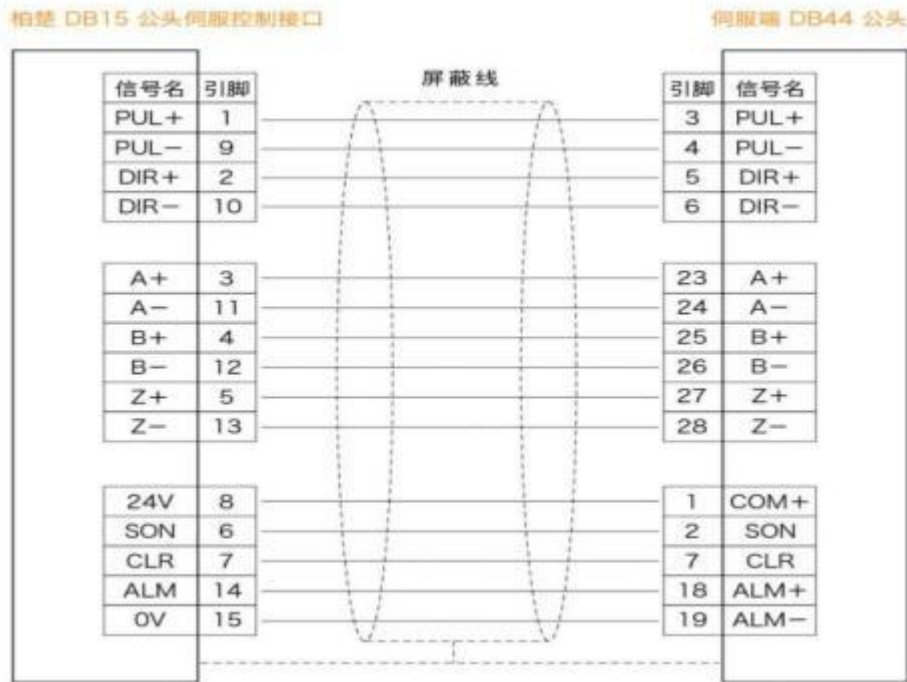 柏楚 DB15 公头伺服控制接口 伺服端 DB44 公头
屏蔽线
信号名 引脚 引脚 信号名
PUL+ 1 3 PUL+
PUL- 9 4 PUL-
DIR+ 2 5 DIR+
DIR- 10 6 DIR-
A+ 3 23 A+
A- 11 24 A-
B+ 4 25 B+
B- 12 26 B-
Z+ 5 27 Z+
Z- 13 28 Z-
24V 8 1 COM+
SON 6 2 SON
CLR 7 7 CLR
ALM 14 18 ALM+
0V 15 19 ALM-